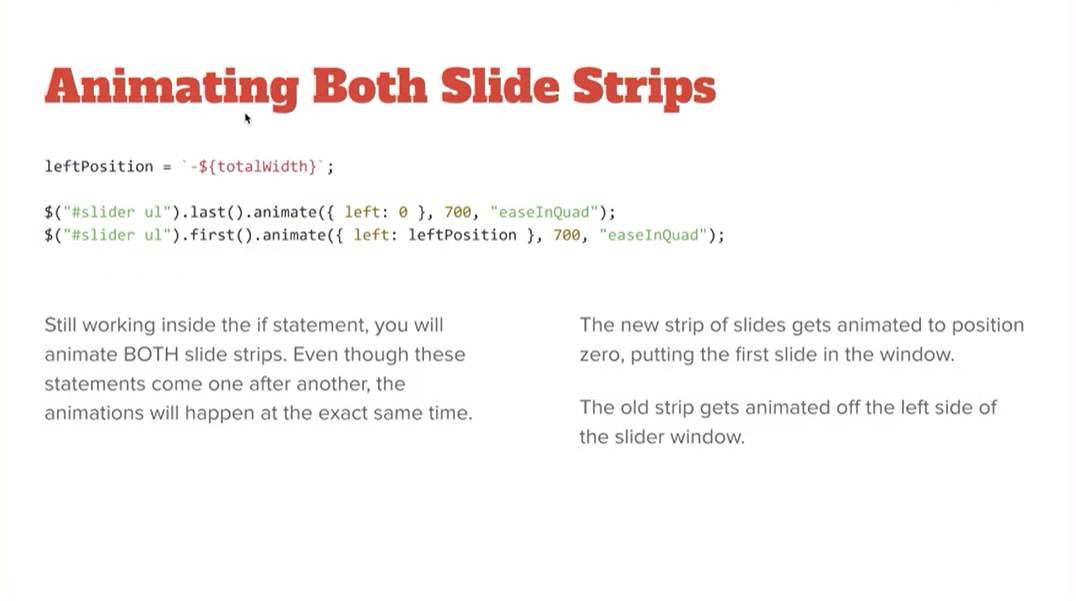 Animating Both Slide Strips
leftPosition = `-${totalWidth}`;
$("#slider ul").last().animate({ left: 0 }, 700, "easeInQuad");
$("#slider ul").first().animate({ left: leftPosition }, 700, "easeInQuad");
Still working inside the if statement, you will
animate BOTH slide strips. Even though these
statements come one after another, the
animations will happen at the exact same time.
The new strip of slides gets animated to position
zero, putting the first slide in the window.
The old strip gets animated off the left side of
the slider window.